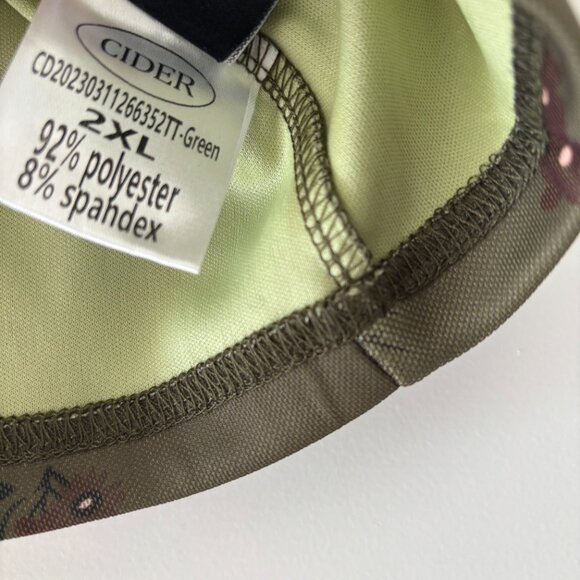 CIDER
CD20230311266352TT-Green
2XL
92% polyester
8% spahdex